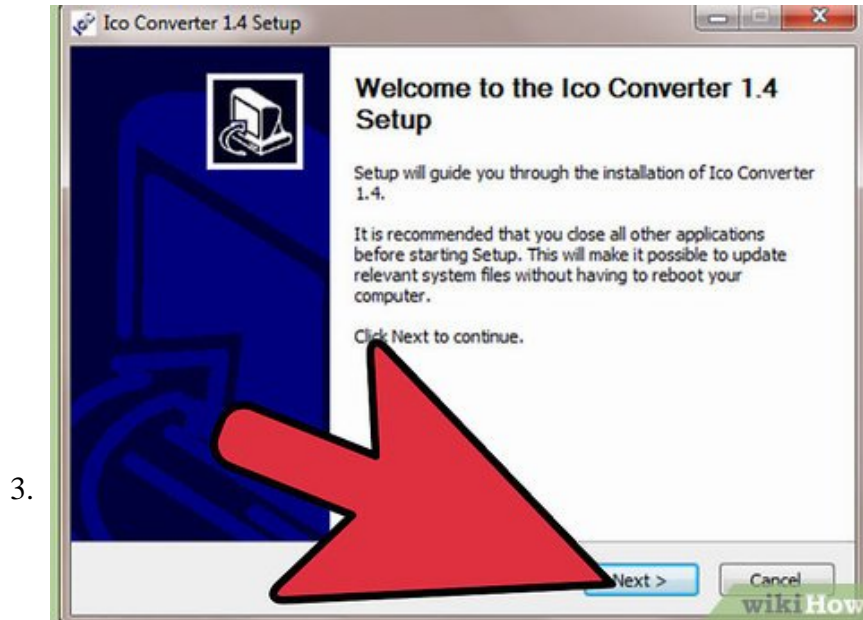 Ico Converter 1.4 Setup
Welcome to the Ico Converter 1.4
Setup
Setup will guide you through the installation of Ico Converter
1.4.
It is recommended that you close all other applications
before starting Setup. This will make it possible to update
relevant system files without having to reboot your
computer.
Click Next to continue.
3.
Next > Cancel
wikiHow